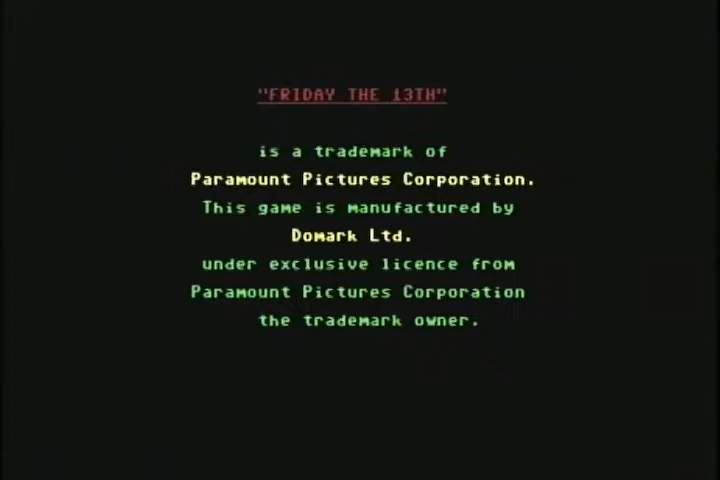 "FRIDAY THE 13TH"
is a trademark of
Paramount Pictures Corporation.
This game is manufactured by
Domark Ltd.
under exclusive licence from
Paramount Pictures Corporation
the trademark owner.